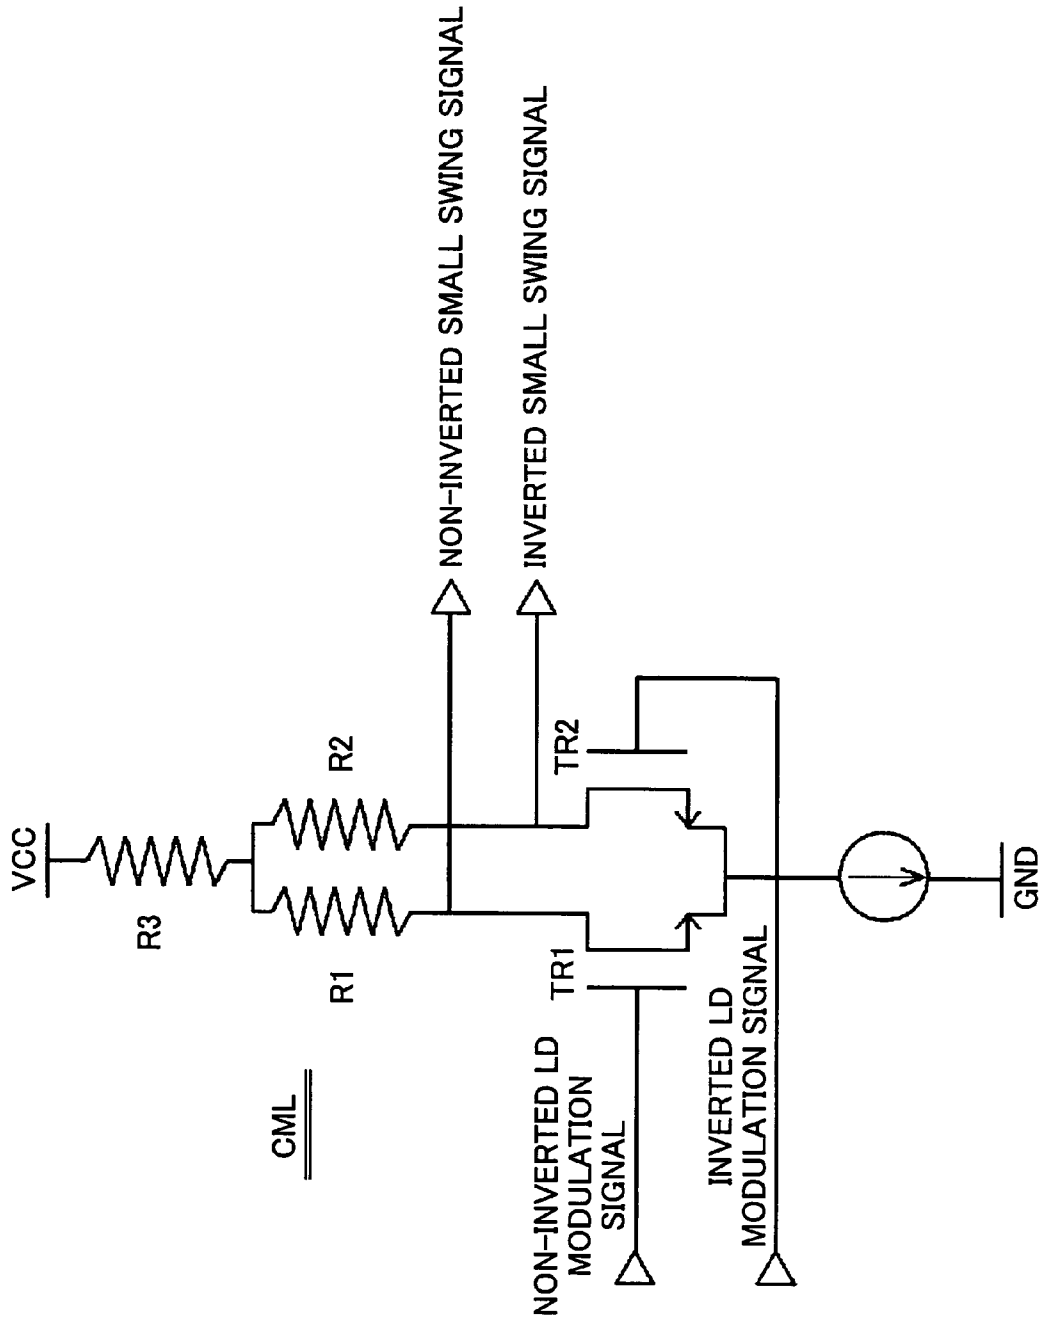 CML
VCC
R3
R1
R2
NON-INVERTED SMALL SWING SIGNAL
INVERTED SMALL SWING SIGNAL
NON-INVERTED LD
MODULATION
SIGNAL
TR1
TR2
INVERTED LD
MODULATION SIGNAL
GND